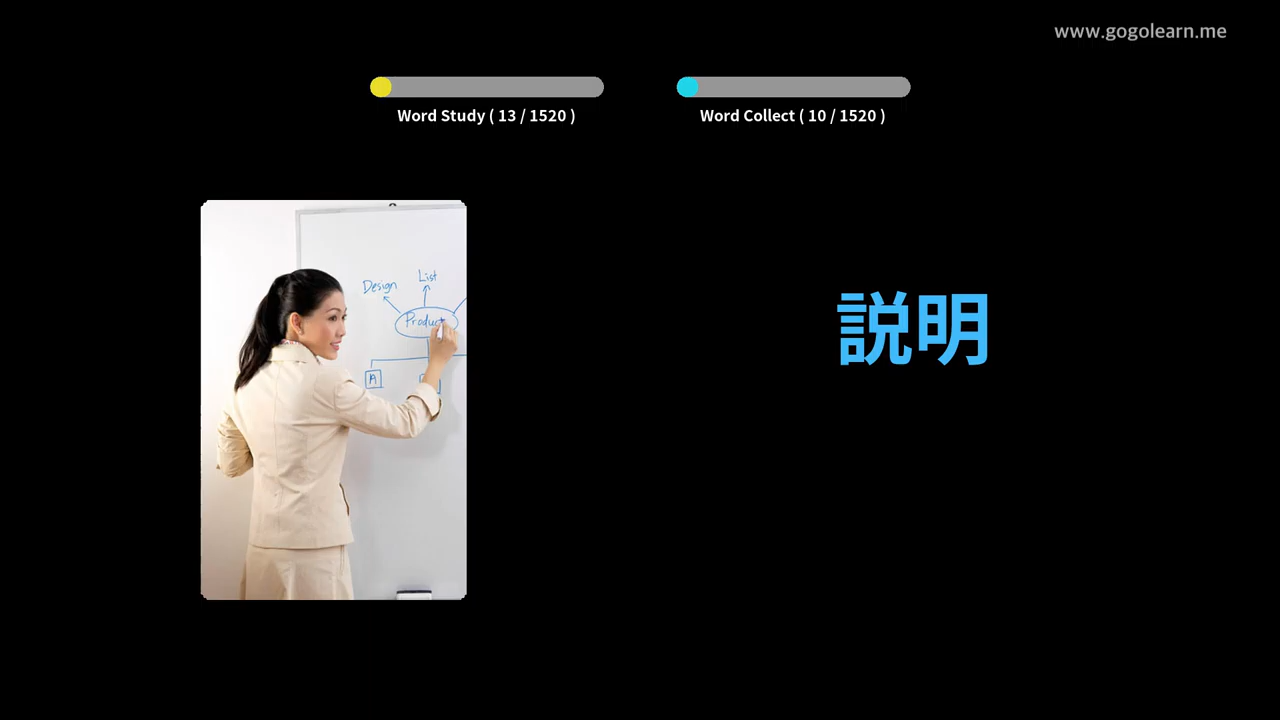 www.gogolearn.me
Word Study ( 13 / 1520 )
Word Collect ( 10 / 1520 )
List
Design
Product
A
説明